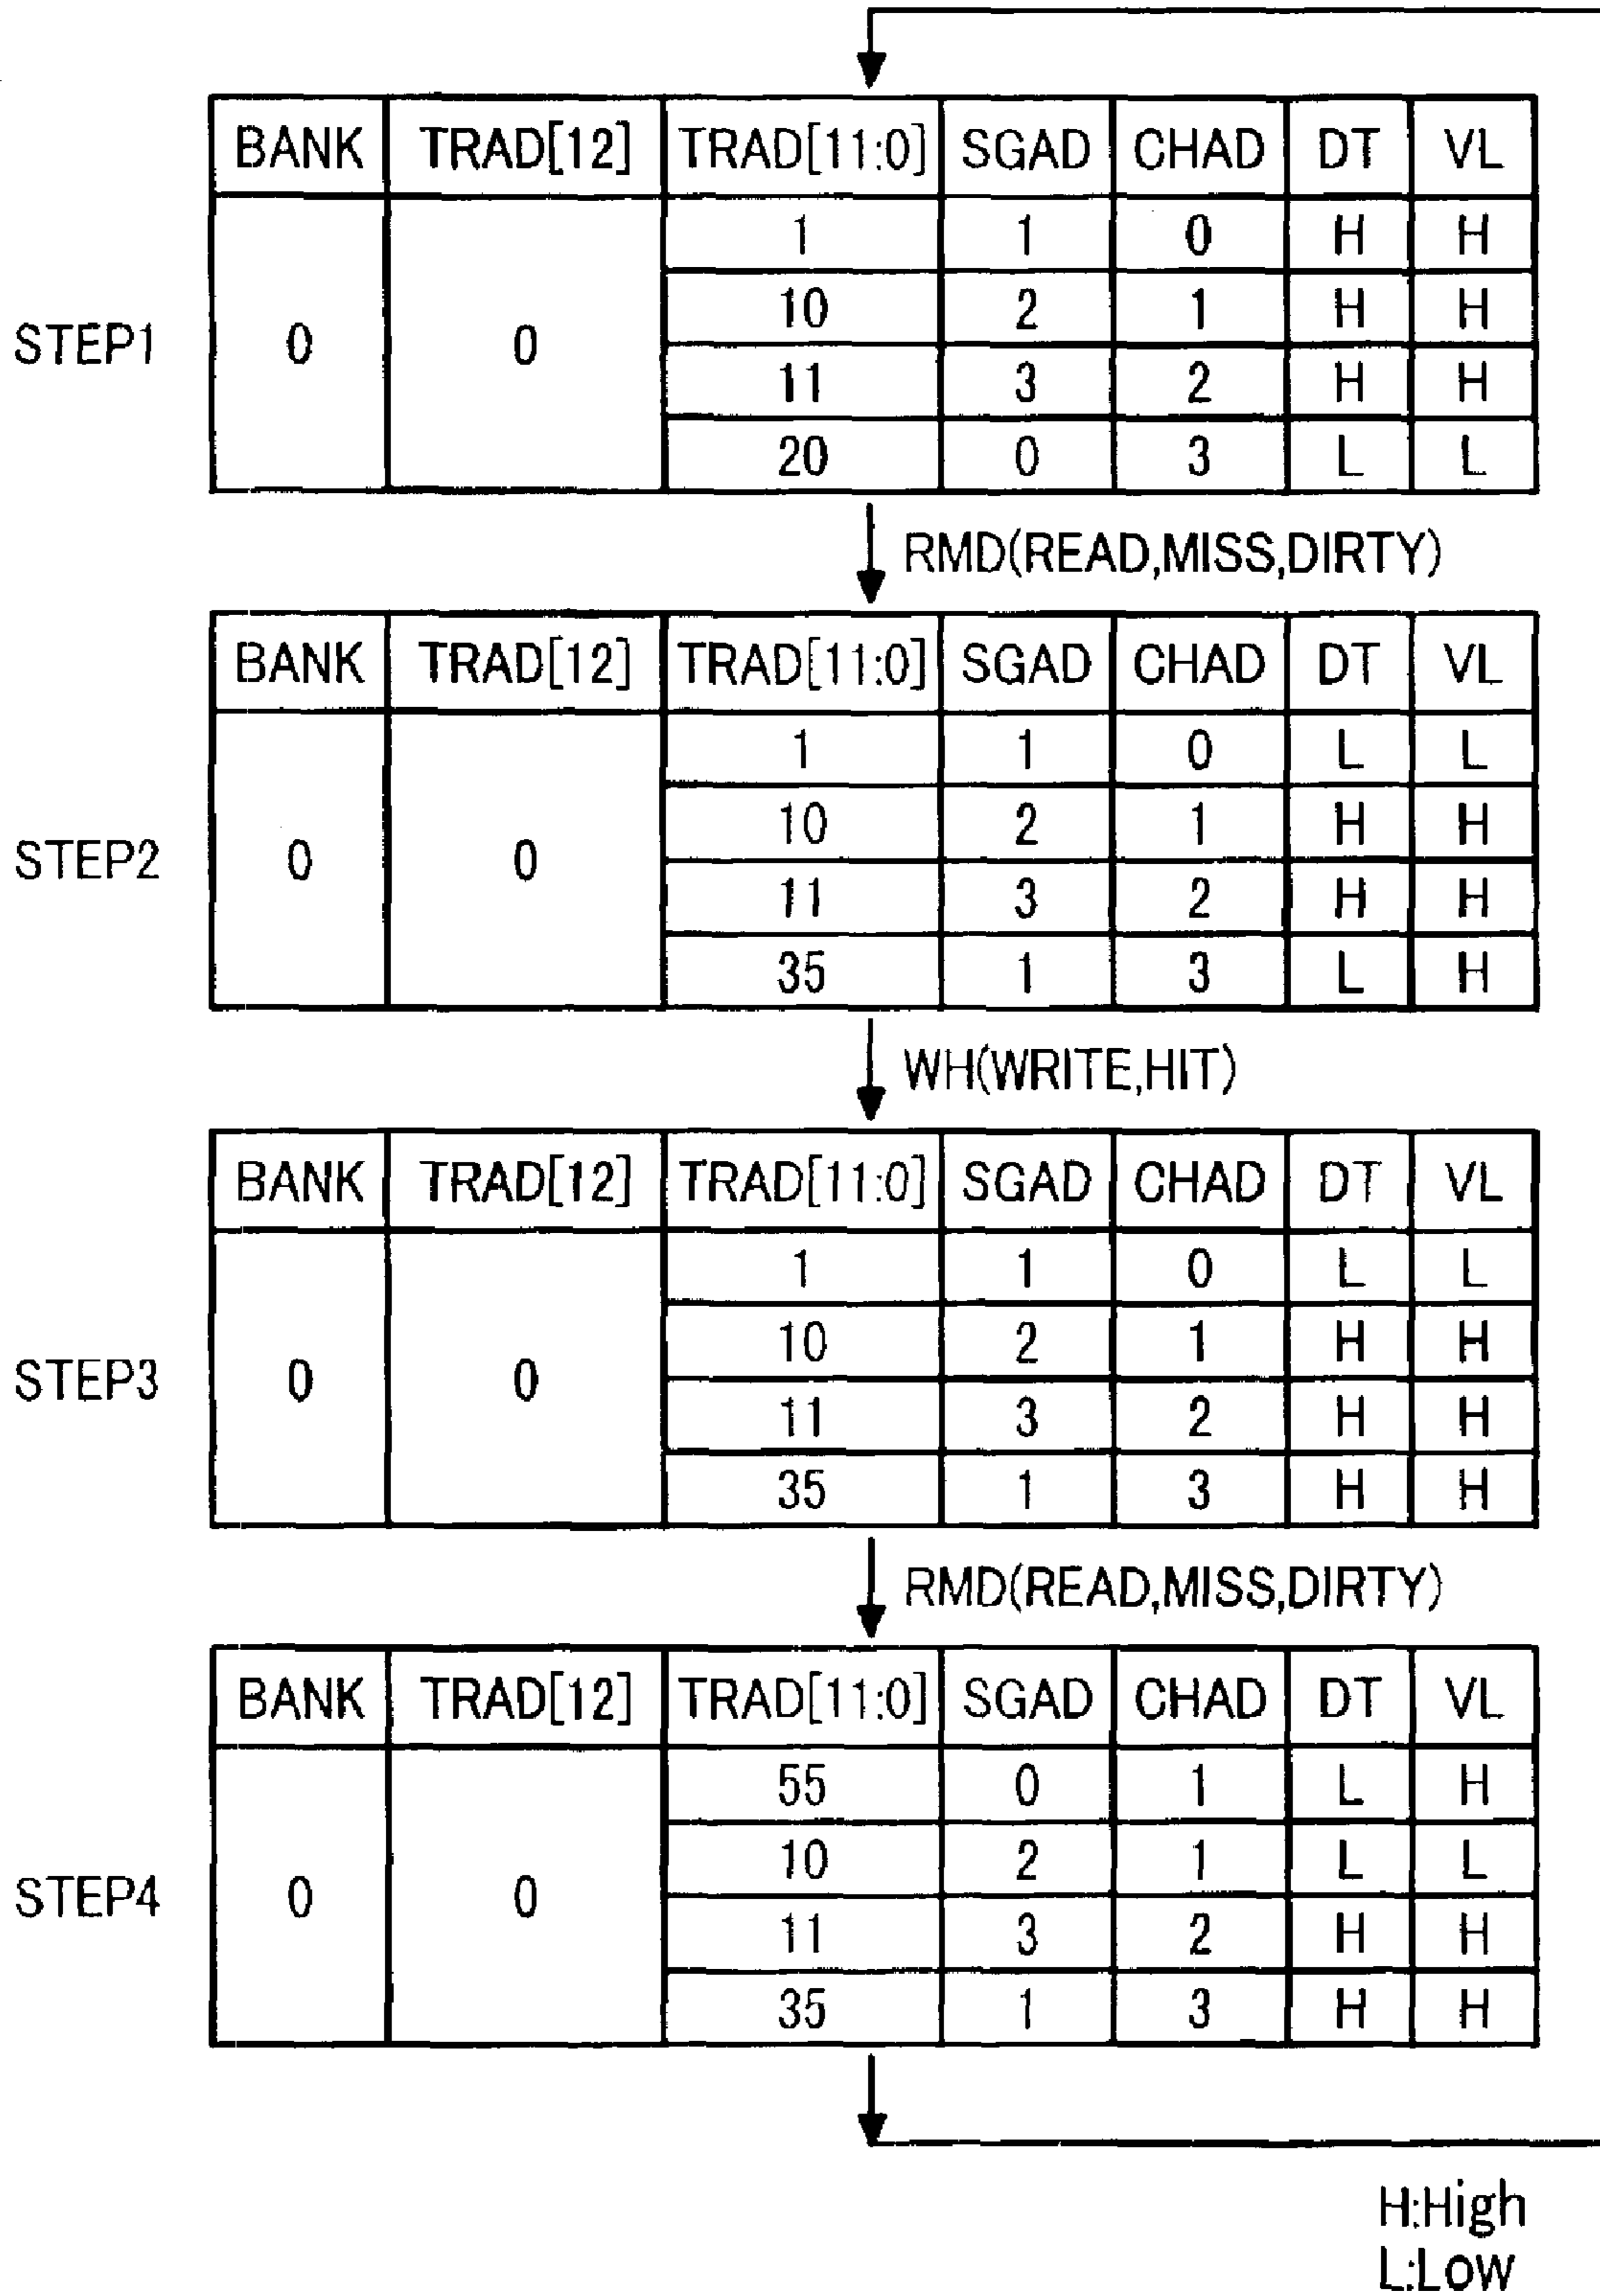 BANK TRAD[12] TRAD[11:0] SGAD CHAD DT VL
1 1 0 H H
10 2 1 H H
STEP1 0 0
11 3 2 H H
20 0 3 L L
RMD(READ,MISS,DIRTY)
BANK TRAD[12] TRAD[11:0] SGAD CHAD DT VL
1 1 0 L L
10 2 1 H H
STEP2 0 0
11 3 2 H H
35 1 3 L H
WH(WRITE,HIT)
BANK TRAD[12] TRAD[11:0] SGAD CHAD DT VL
1 1 0 L L
10 2 1 H H
STEP3 0 0
11 3 2 H H
35 1 3 H H
RMD(READ,MISS,DIRTY)
BANK TRAD[12] TRAD[11:0] SGAD CHAD DT VL
55 0 1 L H
10 2 1 L L
STEP4 0 0
11 3 2 H H
35 1 3 H H
H:High
L:Low